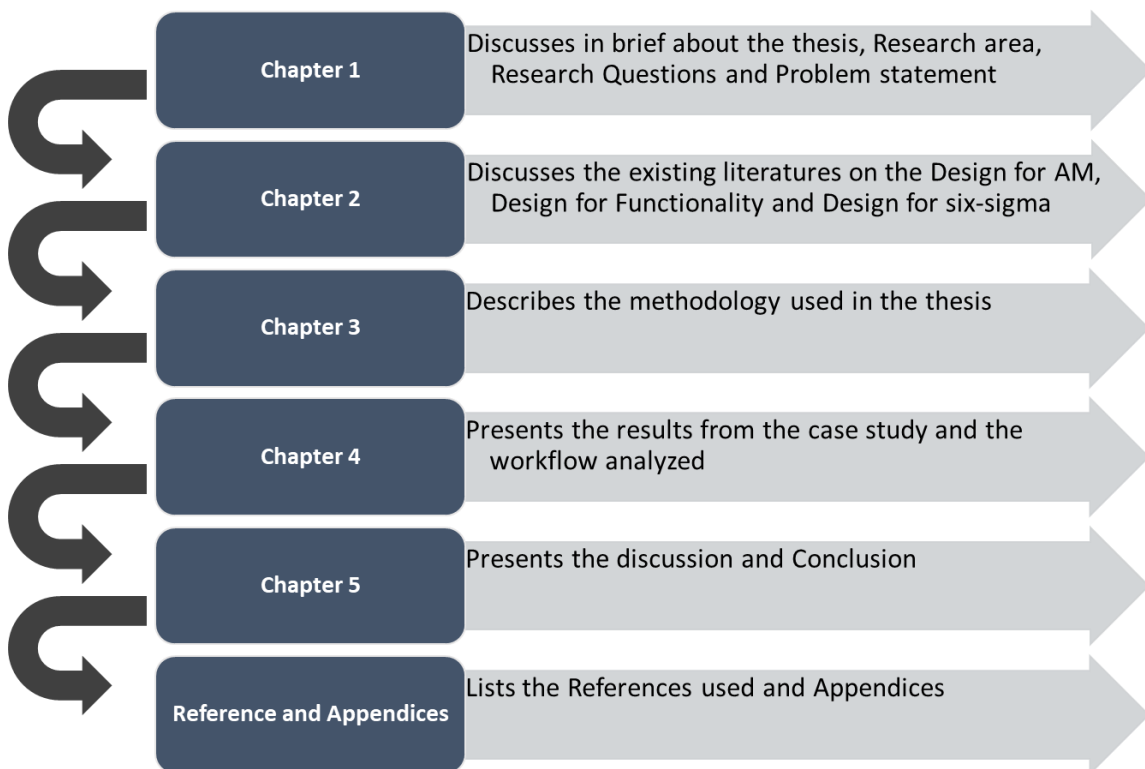 Chapter 1
Discusses in brief about the thesis, Research area,
Research Questions and Problem statement
Chapter 2
Discusses the existing literatures on the Design for AM,
Design for Functionality and Design for six-sigma
Chapter 3
Describes the methodology used in the thesis
Chapter 4
Presents the results from the case study and the
workflow analyzed
Chapter 5
Presents the discussion and Conclusion
Reference and Appendices
Lists the References used and Appendices